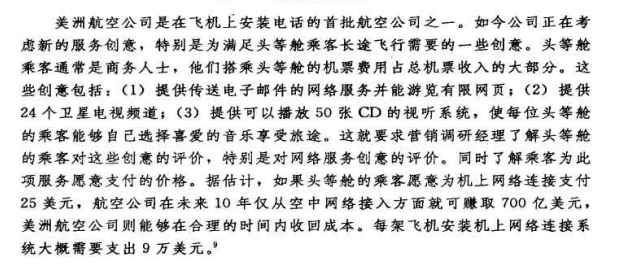 美洲航空公司是在飞机上安装电话的首批航空公司之一。如今公司正在考
虑新的服务创意，特别是为满足头等舱乘客长途飞行需要的一些创意。头等舱
乘客通常是商务人士，他们搭乘头等舱的机票费用占总机票收入的大部分。这
些创意包括：（1）提供传送电子邮件的网络服务并能游览有限网页；（2）提供
24 个卫星电视频道；（3）提供可以播放 50 张 CD 的视听系统，使每位头等舱
的乘客能够自己选择喜爱的音乐享受旅途。这就要求营销调研经理了解头等舱
的乘客对这些创意的评价，特别是对网络服务创意的评价。同时了解乘客为此
项服务愿意支付的价格。据估计，如果头等舱的乘客愿意为机上网络连接支付
25 美元，航空公司在未来 10 年仅从空中网络接入方面就可赚取 700 亿美元，
美洲航空公司则能够在合理的时间内收回成本。每架飞机安装机上网络连接系
统大概需要支出 9 万美元。⁹